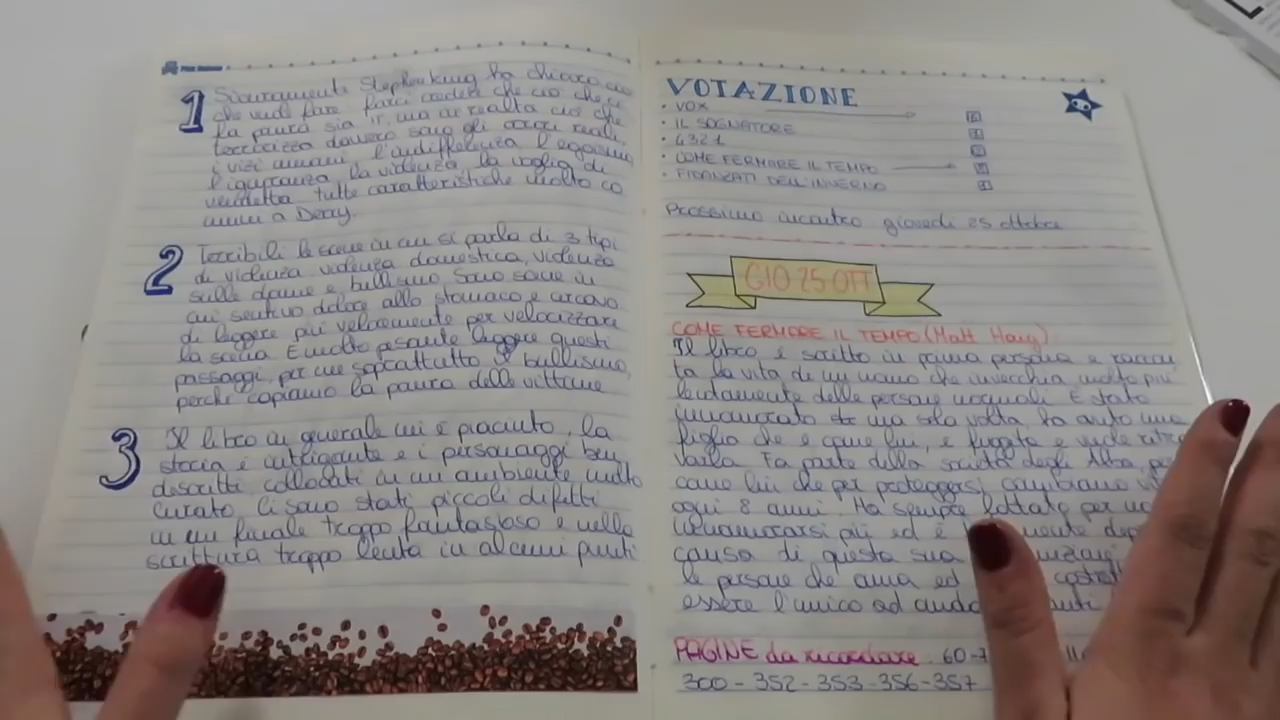 1 Sicuramente Stephen King ha chiaro ciò
che vuole fare farci credere che ciò che ci
fa paura sia IT, ma in realtà ciò che
terrorizza davvero sono gli orrori reali,
i vizi umani l'indifferenza l'egoismo
l'ignoranza la violenza la voglia di
vendetta tutte caratteristiche molto co
muni a Derry.
2 Terribili le scene in cui si parla di 3 tipi
di violenza violenza domestica, violenza
sulle donne e bullismo. Sono scene in
cui sentivo dolore allo stomaco e cercavo
di leggere più velocemente per velocizzare
la scena. È molto pesante leggere questi
passaggi, per me soprattutto il bullismo,
perché capiamo la paura delle vittime
3 Il libro in generale mi è piaciuto, la
storia è intrigante e i personaggi ben
descritti collocati in un ambiente molto
curato. Ci sono stati piccoli difetti
in un finale troppo fantasioso e nella
scrittura troppo lenta in alcuni punti
VOTAZIONE
• VOX
• IL SOGNATORE
• 4321
• COME FERMARE IL TEMPO
• FIDANZATI DELL'INVERNO
Prossimo incontro giovedì 25 ottobre
GIO 25 OTT
COME FERMARE IL TEMPO (Matt Haig)
Il libro è scritto in prima persona e raccon
ta la vita di un uomo che invecchia molto più
lentamente delle persone normali. È stato
innamorato una sola volta, ha avuto una
figlia che è come lui, è fuggita e vuole ritro
varla. Fa parte della società degli Alba, per
come lui che per proteggersi cambiano vi
ogni 8 anni. Ha sempre lottato per no
innamorarsi più ed è
causa di questa sua
le persone che ama ed costret
essere l'unico ad anda
PAGINE da ricordare 60-7
300 - 352 - 353 - 356 - 357